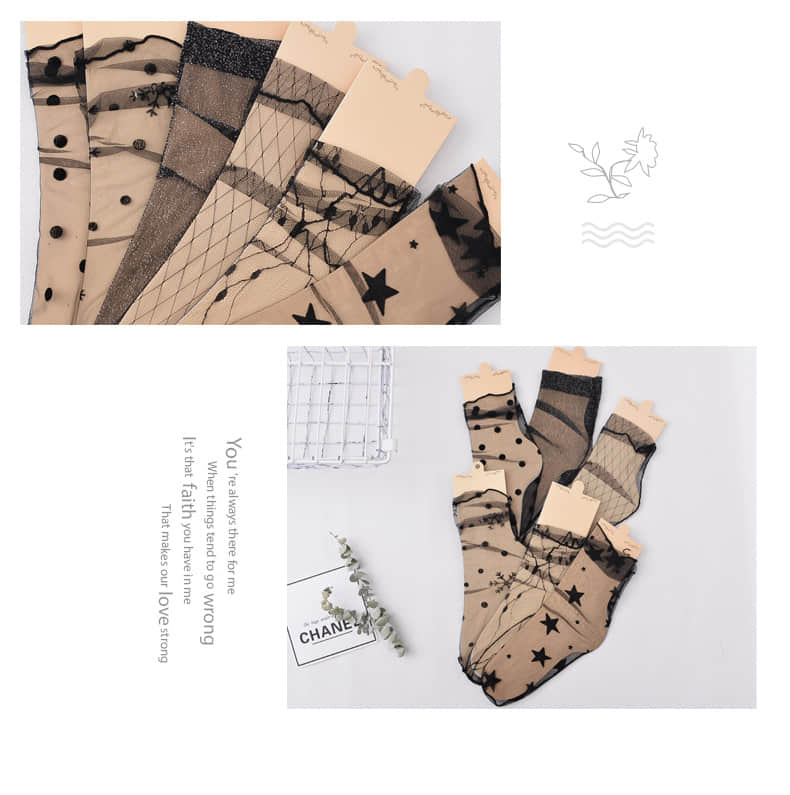 You 're always there for me
When things tend to go wrong
It's that faith you have in me
That makes our love strong
CHANEL